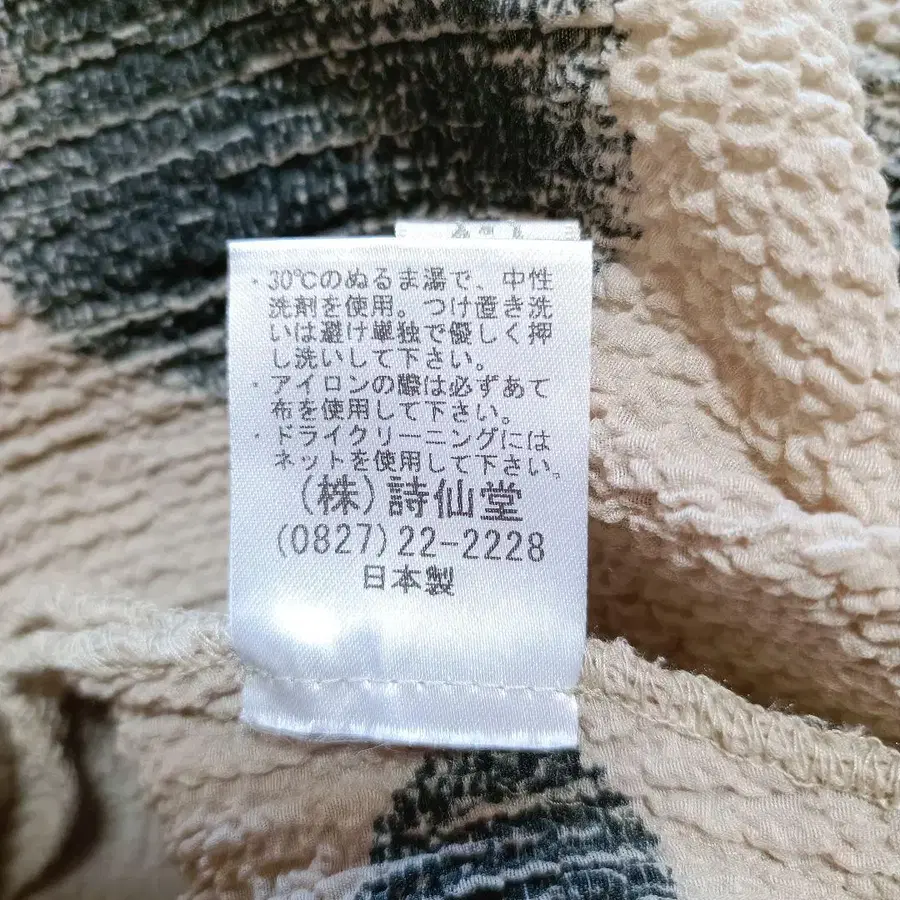 ・30℃のぬるま湯で、中性
洗剤を使用。つけ置き洗
いは避け単独で優しく押
し洗いして下さい。
・アイロンの際は必ずあて
布を使用して下さい。
・ドライクリーニングには
ネットを使用して下さい。
(株)詩仙堂
(0827)22-2228
日本製